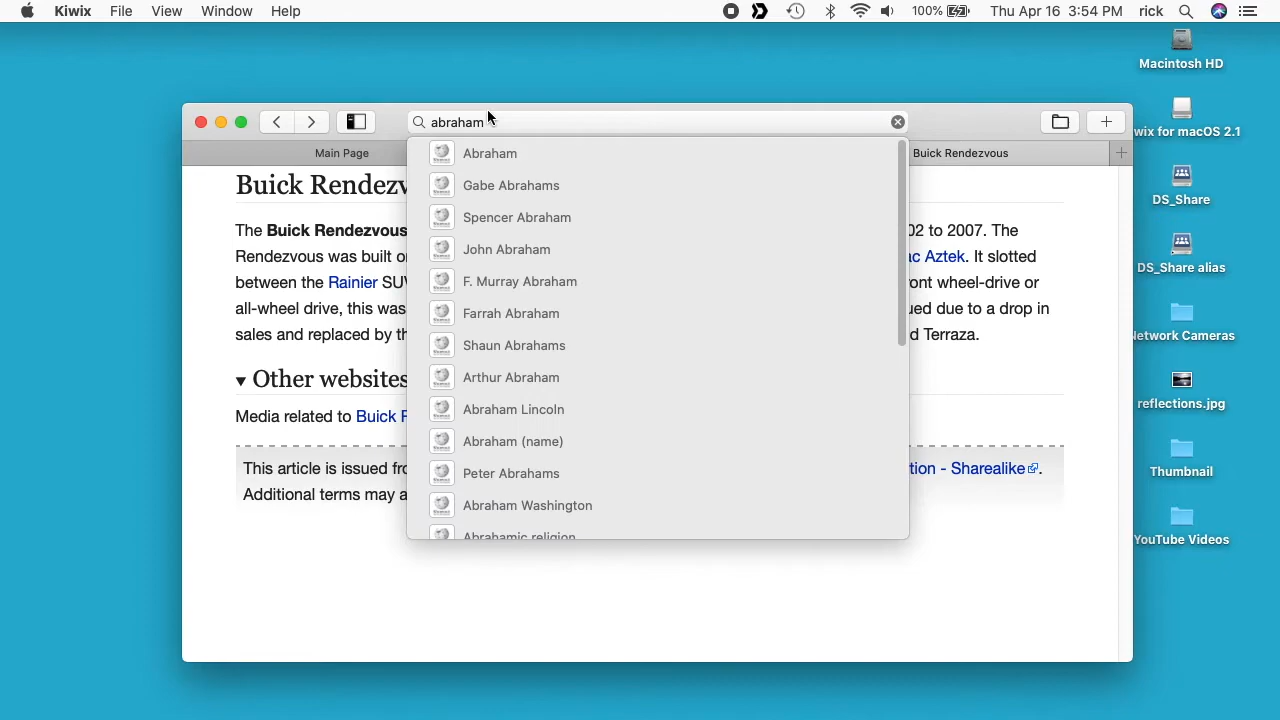 Kiwix File View Window Help 100% Thu Apr 16 3:54 PM rick
Macintosh HD
wix for macOS 2.1
DS_Share
DS_Share alias
Network Cameras
reflections.jpg
Thumbnail
YouTube Videos
abraham
Main Page
Buick Rendezvous
Abraham
Gabe Abrahams
Spencer Abraham
John Abraham
F. Murray Abraham
Farrah Abraham
Shaun Abrahams
Arthur Abraham
Abraham Lincoln
Abraham (name)
Peter Abrahams
Abraham Washington
Abrahamic religion
Buick Rendezv
The Buick Rendezvous 02 to 2007. The
Rendezvous was built o ac Aztek. It slotted
between the Rainier SUV ont wheel-drive or
all-wheel drive, this was ued due to a drop in
sales and replaced by th d Terraza.
Other websites
Media related to Buick R
This article is issued fro tion - Sharealike.
Additional terms may a